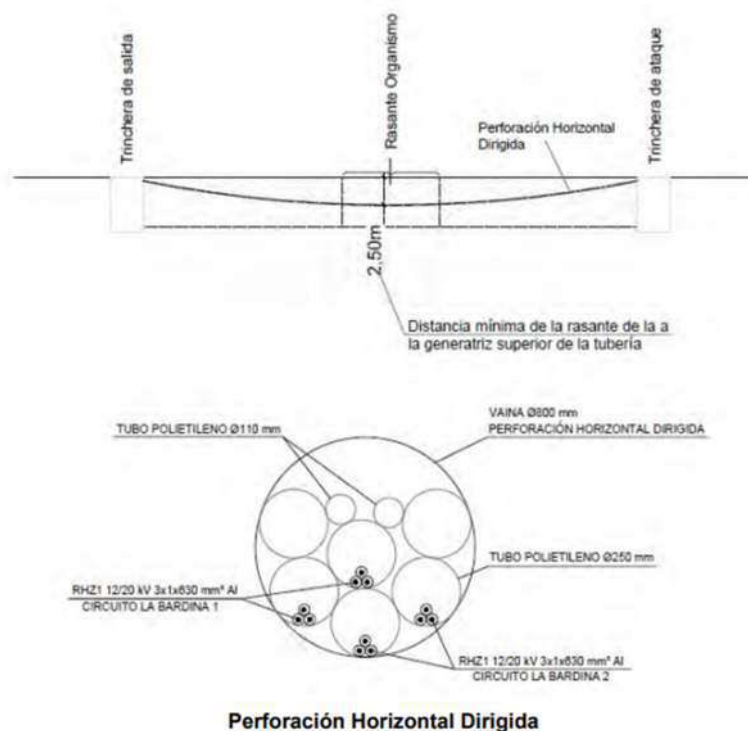 Trinchera de salida
Rasante Organismo
Trinchera de ataque
Perforación Horizontal
Dirigida
2,50m
Distancia mínima de la rasante de la a
la generatriz superior de la tubería
VAINA Ø800 mm
PERFORACIÓN HORIZONTAL DIRIGIDA
TUBO POLIETILENO Ø110 mm
TUBO POLIETILENO Ø250 mm
RHZ1 12/20 kV 3x1x630 mm² Al
CIRCUITO LA BARDINA 1
RHZ1 12/20 kV 3x1x630 mm² Al
CIRCUITO LA BARDINA 2
Perforación Horizontal Dirigida